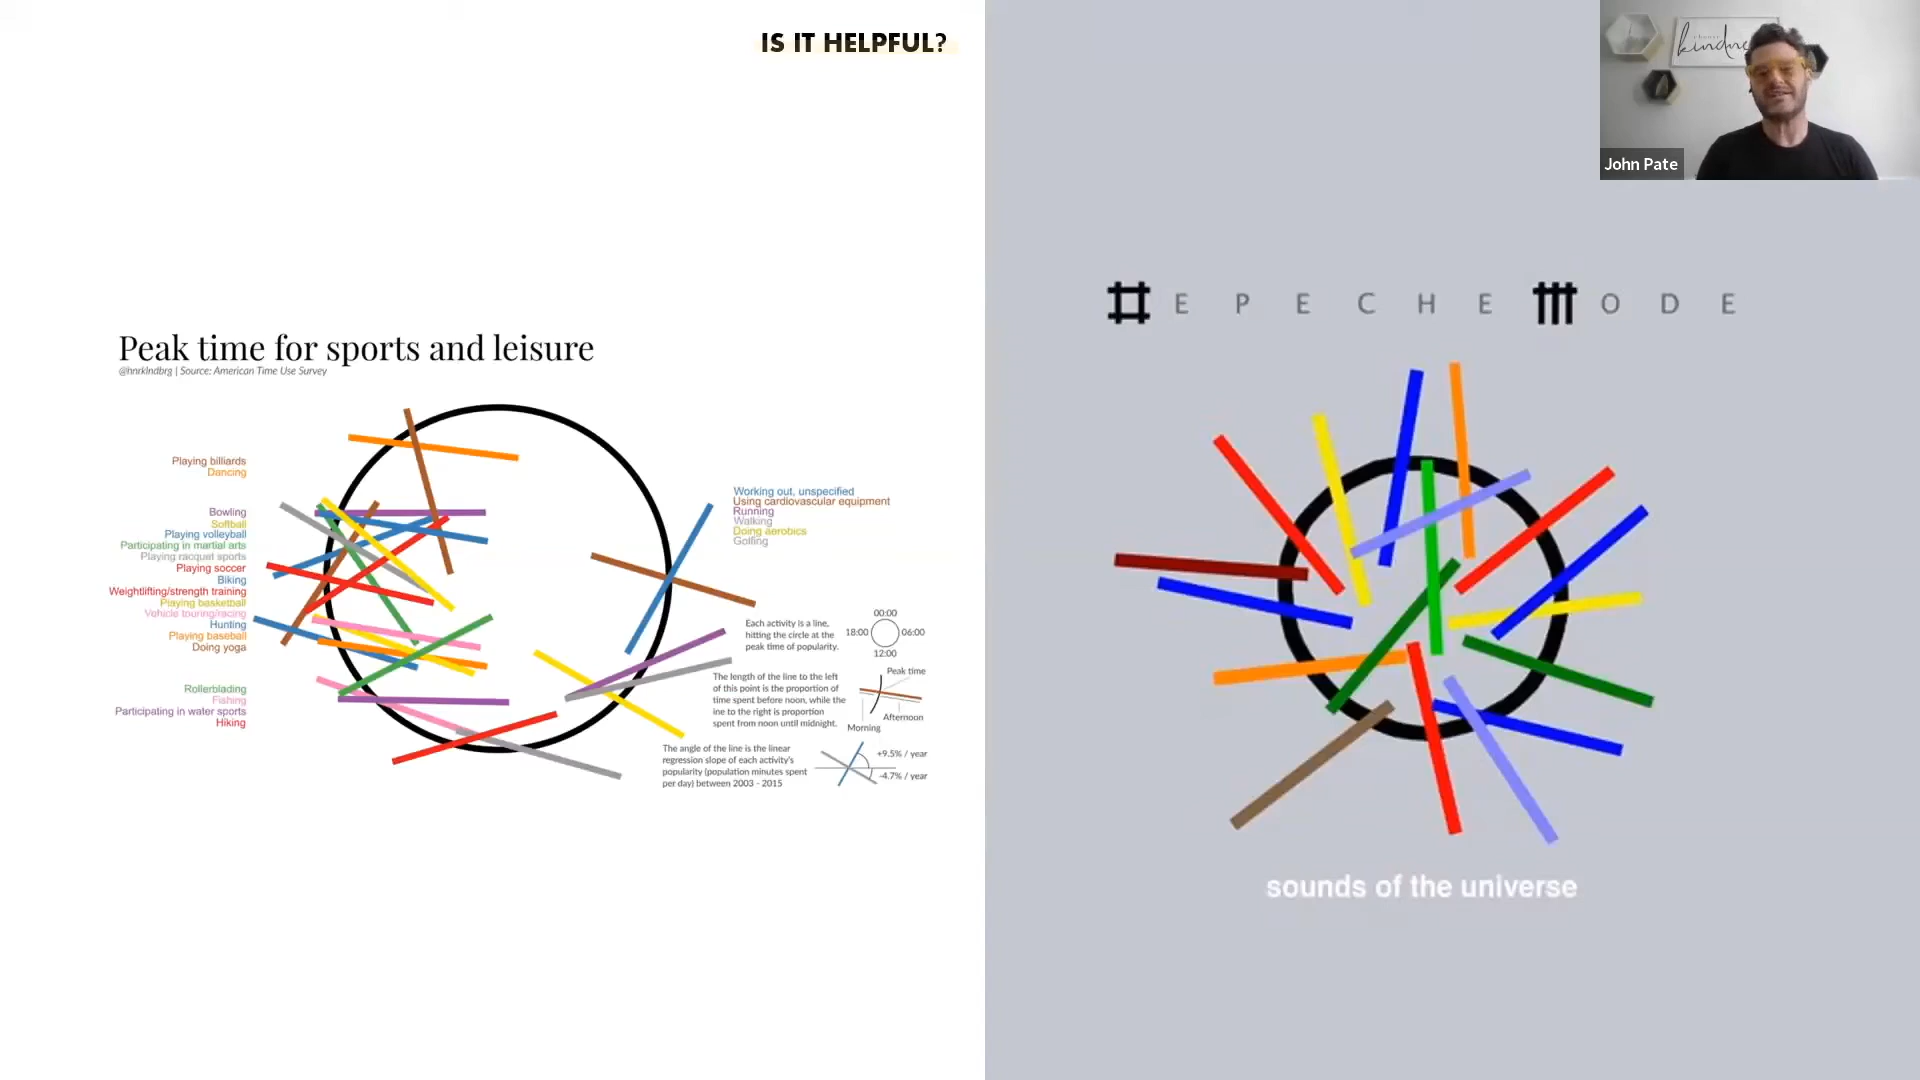 IS IT HELPFUL?
John Pate
Peak time for sports and leisure
@hnrklndbrg | Source: American Time Use Survey
Playing billiards
Dancing
Bowling
Softball
Playing volleyball
Participating in martial arts
Playing racquet sports
Playing soccer
Biking
Weightlifting/strength training
Playing basketball
Vehicle touring/racing
Hunting
Playing baseball
Doing yoga
Rollerblading
Fishing
Participating in water sports
Hiking
Working out, unspecified
Using cardiovascular equipment
Running
Walking
Doing aerobics
Golfing
Each activity is a line,
hitting the circle at the
peak time of popularity.
00:00
18:00
06:00
12:00
The length of the line to the left
of this point is the proportion of
time spent before noon, while the
ine to the right is proportion
spent from noon until midnight.
Peak time
Afternoon
Morning
The angle of the line is the linear
regression slope of each activity's
popularity (population minutes spent
per day) between 2003 - 2015
+9.5% / year
-4.7% / year
DEPECHE MODE
sounds of the universe